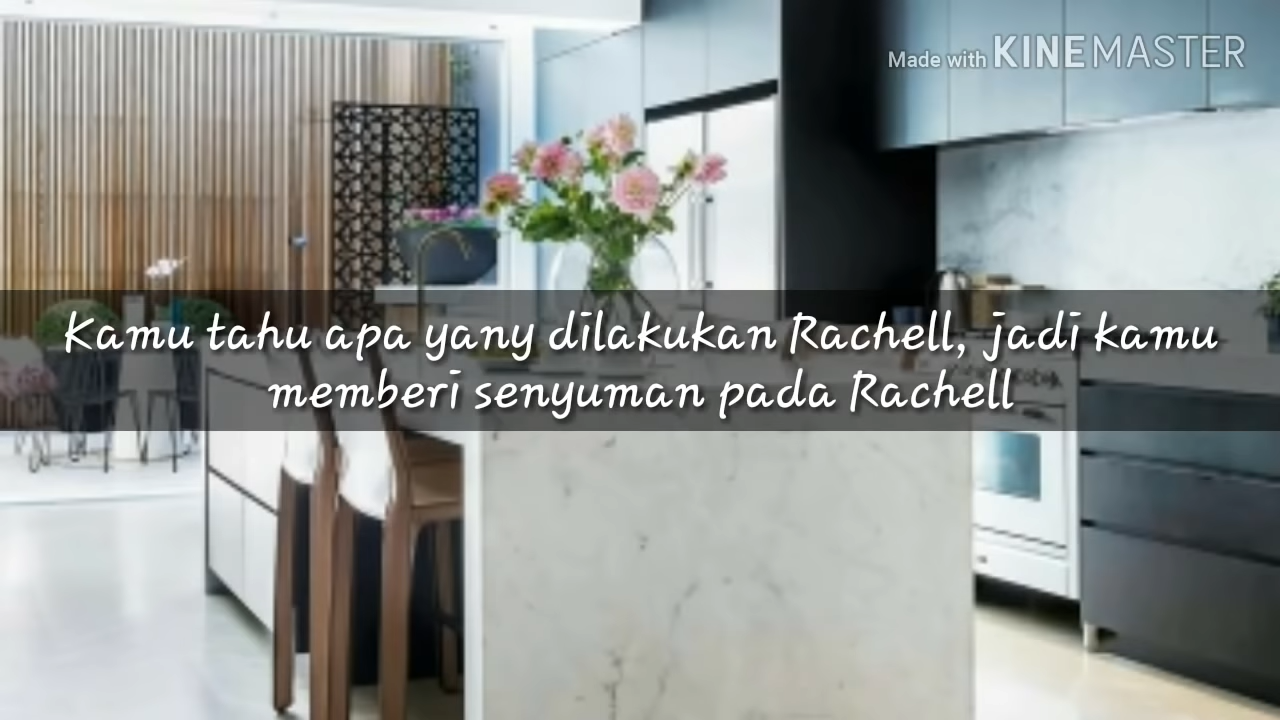 Made with KINEMASTER
Kamu tahu apa yany dilakukan Rachell, jadi kamu
memberi senyuman pada Rachell